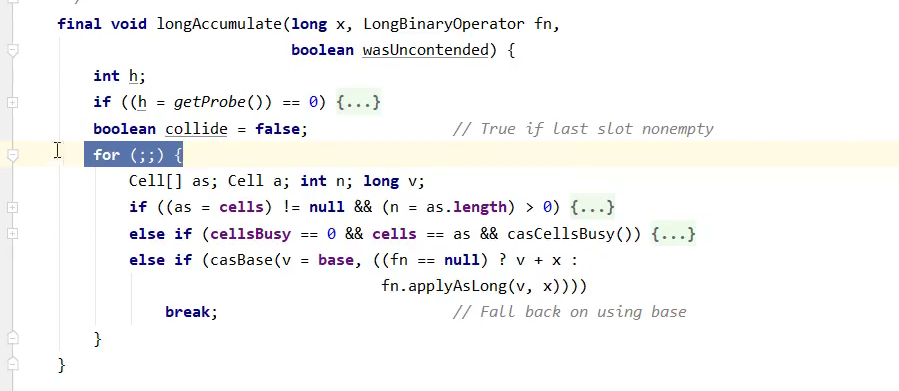 final void longAccumulate(long x, LongBinaryOperator fn,
boolean wasUncontended) {
int h;
if ((h = getProbe()) == 0) {...}
boolean collide = false; // True if last slot nonempty
for (;;) {
Cell[] as; Cell a; int n; long v;
if ((as = cells) != null && (n = as.length) > 0) {...}
else if (cellsBusy == 0 && cells == as && casCellsBusy()) {...}
else if (casBase(v = base, ((fn == null) ? v + x :
fn.applyAsLong(v, x))))
break; // Fall back on using base
}
}